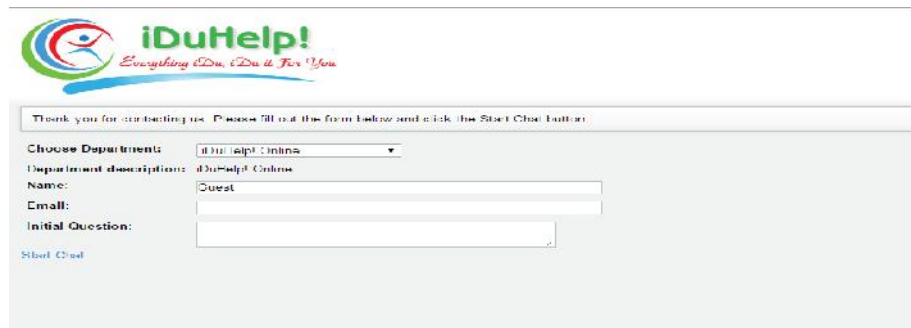 iDuHelp!
Everything iDu, iDu it For You
Thank you for contacting us. Please fill out the form below and click the Start Chat button
Choose Department: iDuHelp! Online
Department description: iDuHelp! Online
Name: Guest
Email:
Initial Question:
Start Chat